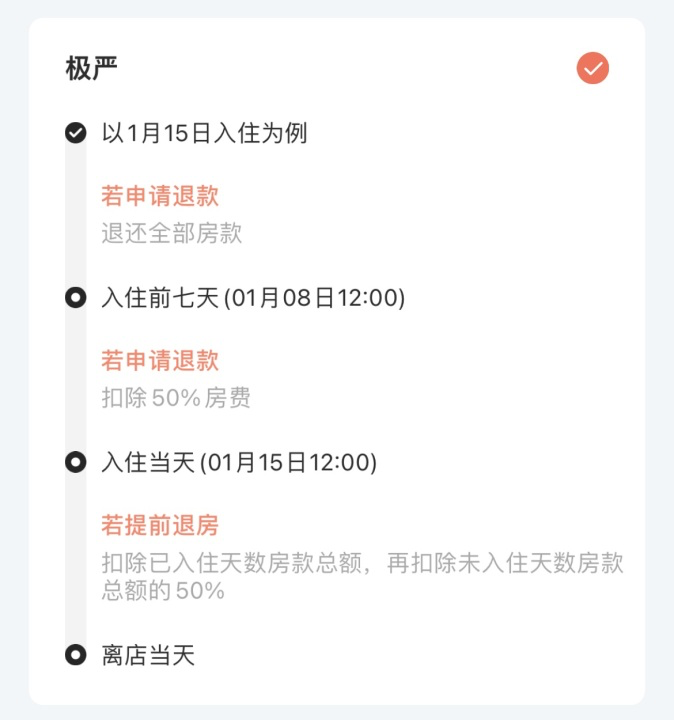 极严
以1月15日入住为例
若申请退款
退还全部房款
入住前七天(01月08日12:00)
若申请退款
扣除50%房费
入住当天(01月15日12:00)
若提前退房
扣除已入住天数房款总额，再扣除未入住天数房款
总额的50%
离店当天